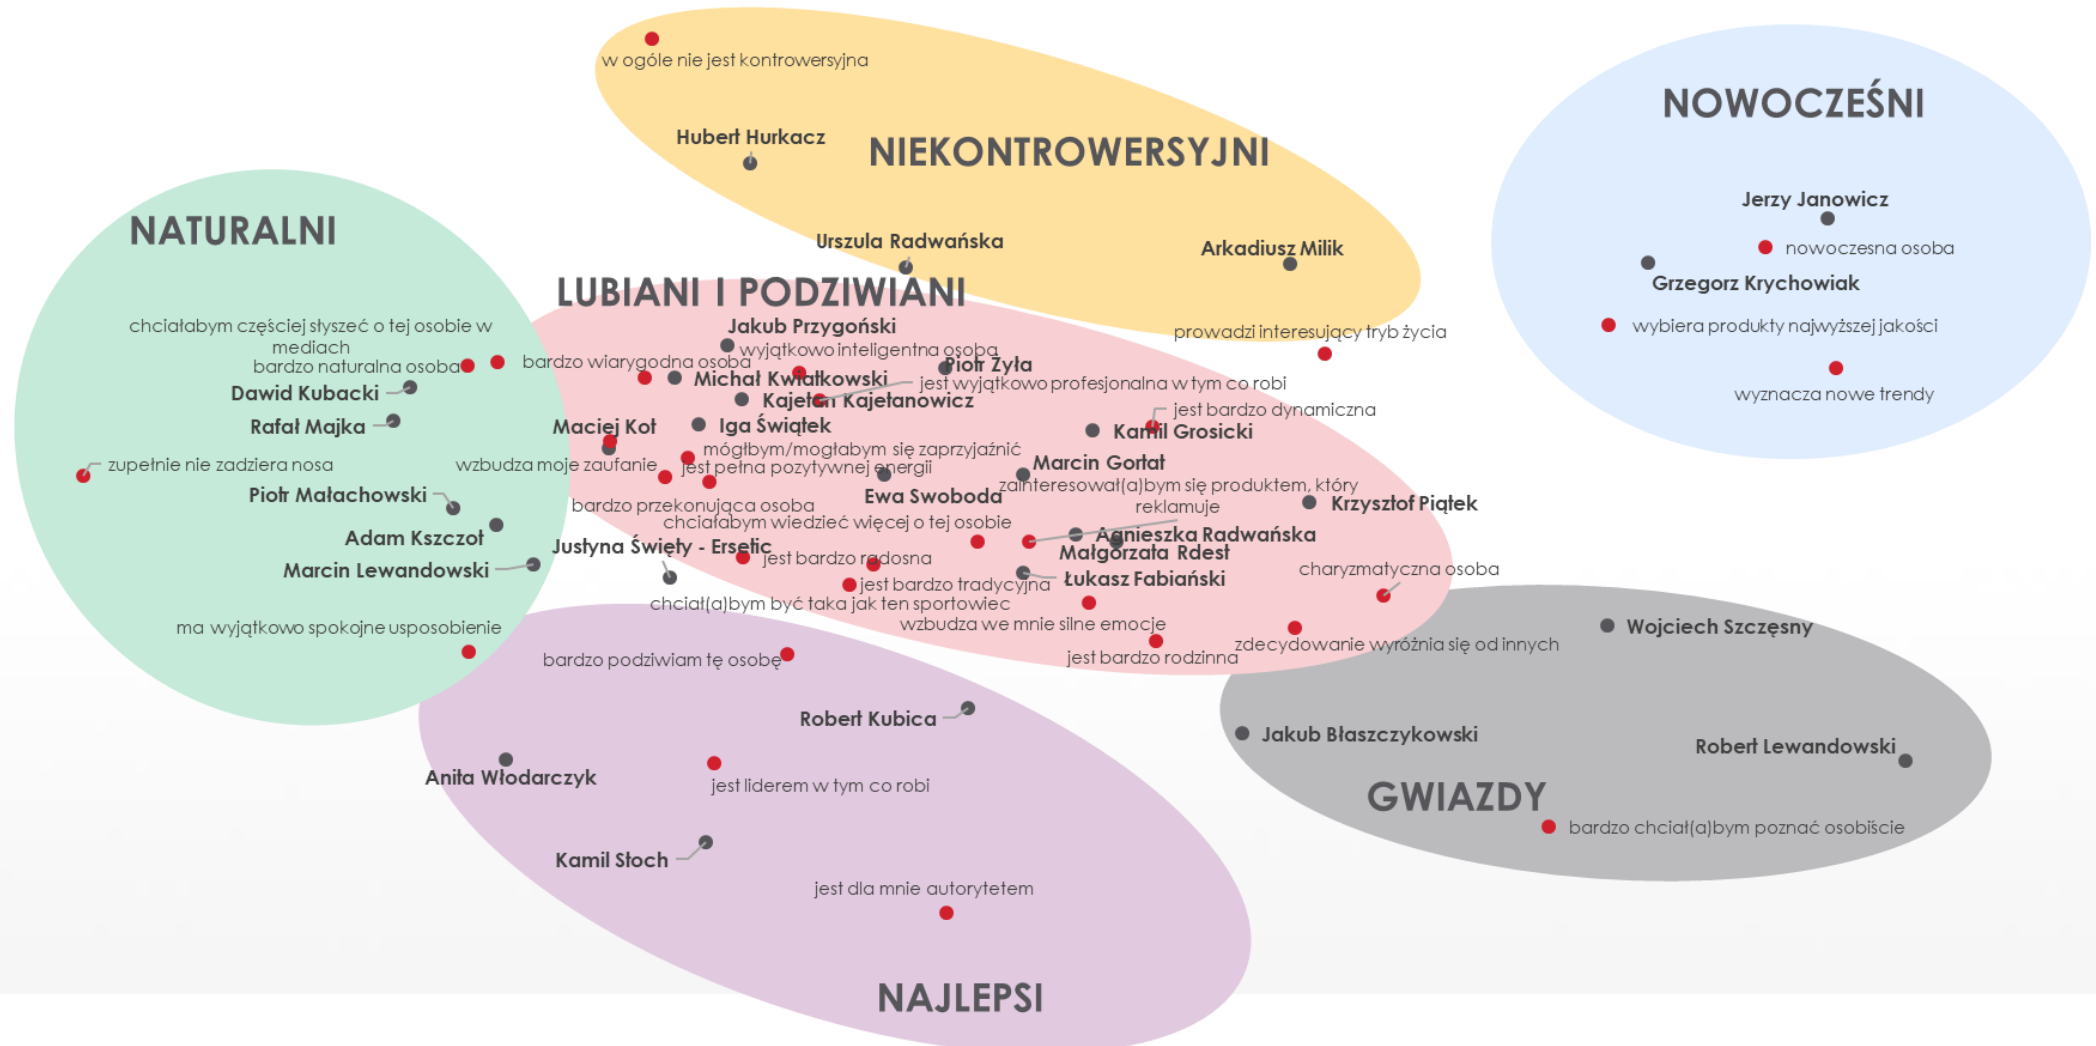 w ogóle nie jest kontrowersyjna
NOWOCZEŚNI
Hubert Hurkacz
NIEKONTROWERSYJNI
Jerzy Janowicz
NATURALNI
Urszula Radwańska
Arkadiusz Milik
nowoczesna osoba
Grzegorz Krychowiak
LUBIANI I PODZIWIANI
chciałabym częściej słyszeć o tej osobie w
mediach
Jakub Przygoński
prowadzi interesujący tryb życia
wybiera produkty najwyższej jakości
wyjątkowo inteligentna osoba
bardzo naturalna osoba
bardzo wiarygodna osoba
Piotr Żyła
Michał Kwiatkowski
jest wyjątkowo profesjonalna w tym co robi
Dawid Kubacki
Kajetan Kajetanowicz
wyznacza nowe trendy
jest bardzo dynamiczna
Rafał Majka
Maciej Kot
Iga Świątek
Kamil Grosicki
mógłbym/mogłabym się zaprzyjaźnić
zupełnie nie zadziera nosa
wzbudza moje zaufanie
jest pełna pozytywnej energii
Marcin Gortat
zainteresował(a)bym się produktem, który
reklamuje
Piotr Małachowski
Ewa Swoboda
bardzo przekonująca osoba
Krzysztof Piątek
chciałabym wiedzieć więcej o tej osobie
Adam Kszczot
Agnieszka Radwańska
Justyna Święty - Ersetic
Małgorzata Rdest
jest bardzo radosna
Marcin Lewandowski
Łukasz Fabiański
charyzmatyczna osoba
jest bardzo tradycyjna
chciał(a)bym być taka jak ten sportowiec
wzbudza we mnie silne emocje
ma wyjątkowo spokojne usposobienie
Wojciech Szczęsny
zdecydowanie wyróżnia się od innych
bardzo podziwiam tę osobę
jest bardzo rodzinna
Robert Kubica
Jakub Błaszczykowski
Robert Lewandowski
Anita Włodarczyk
jest liderem w tym co robi
GWIAZDY
bardzo chciał(a)bym poznać osobiście
Kamil Stoch
jest dla mnie autorytetem
NAJLEPSI